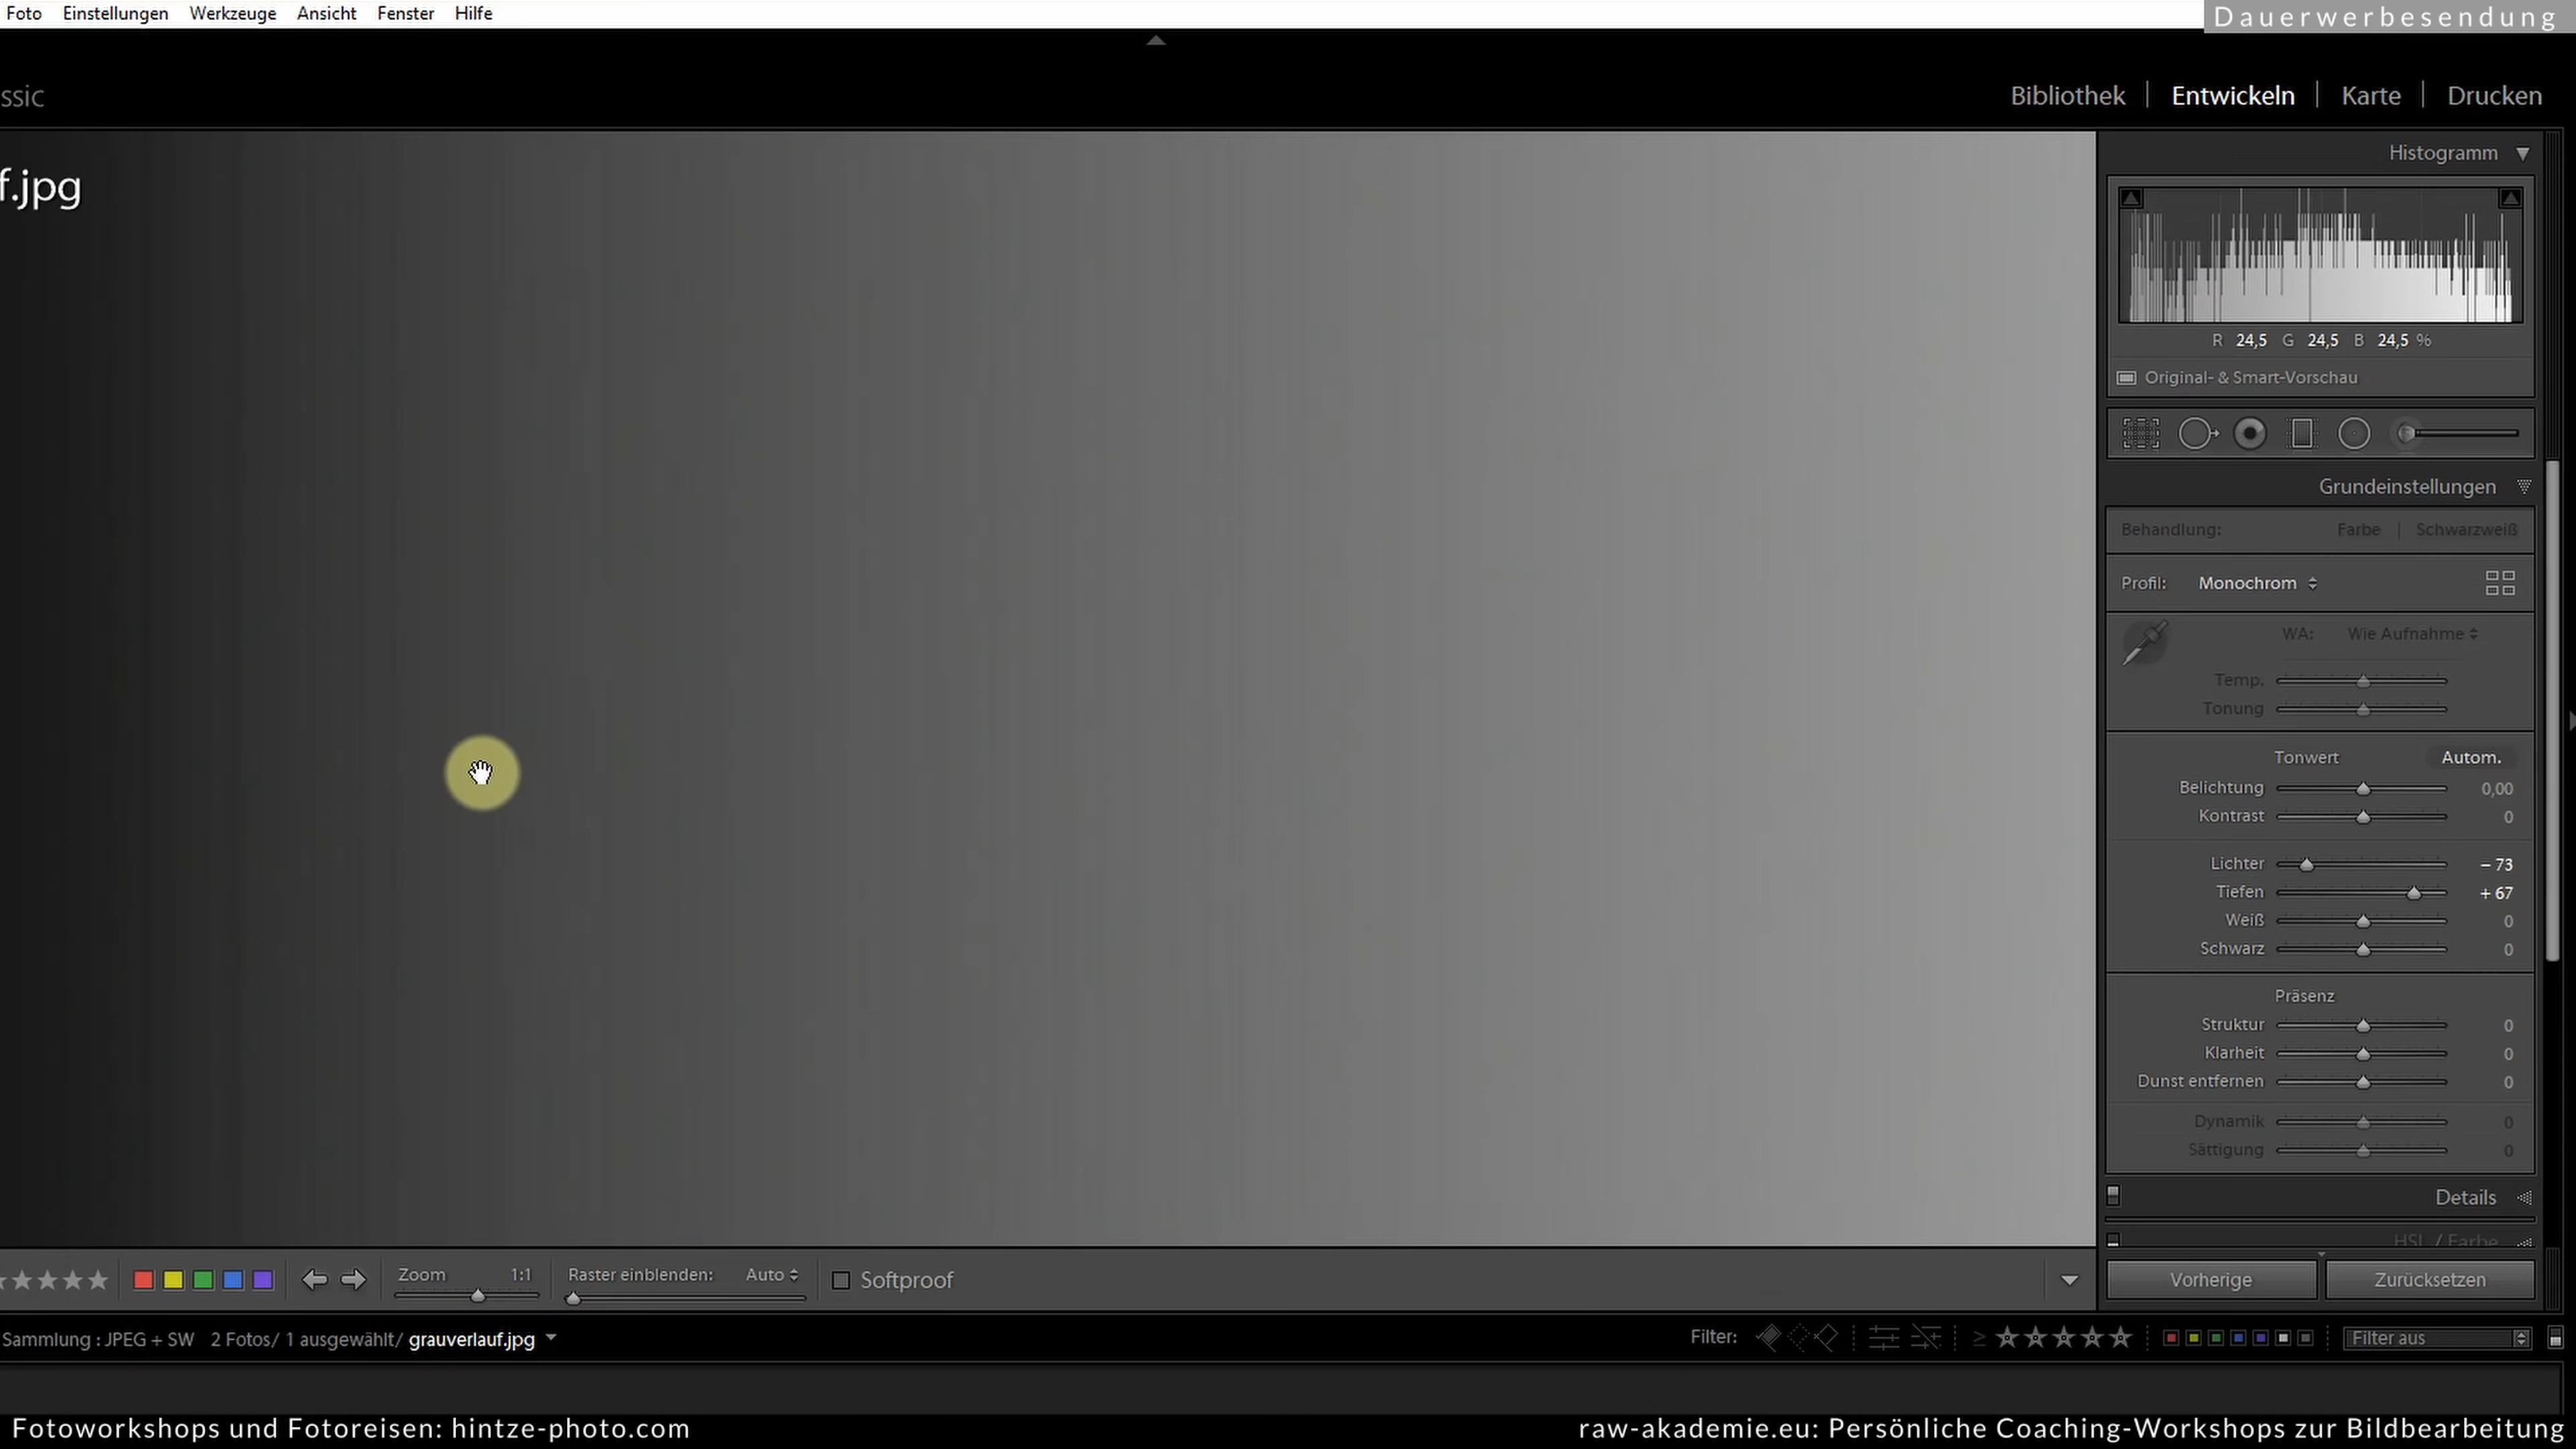 Foto Einstellungen Werkzeuge Ansicht Fenster Hilfe
Dauerwerbesendung
ssic
Bibliothek | Entwickeln | Karte | Drucken
f.jpg
Histogramm
R 24,5 G 24,5 B 24,5 %
Original- & Smart-Vorschau
Grundeinstellungen
Behandlung: Farbe | Schwarzweiß
Profil: Monochrom
WA: Wie Aufnahme
Temp.
Tonung
Tonwert Autom.
Belichtung 0,00
Kontrast 0
Lichter – 73
Tiefen + 67
Weiß 0
Schwarz 0
Präsenz
Struktur 0
Klarheit 0
Dunst entfernen 0
Dynamik 0
Sättigung 0
Details
HSL / Farbe
Zoom 1:1 Raster einblenden: Auto Softproof
Vorherige Zurücksetzen
Sammlung : JPEG + SW 2 Fotos/ 1 ausgewählt/ grauverlauf.jpg
Filter: ≥ Filter aus
Fotoworkshops und Fotoreisen: hintze-photo.com
raw-akademie.eu: Persönliche Coaching-Workshops zur Bildbearbeitung